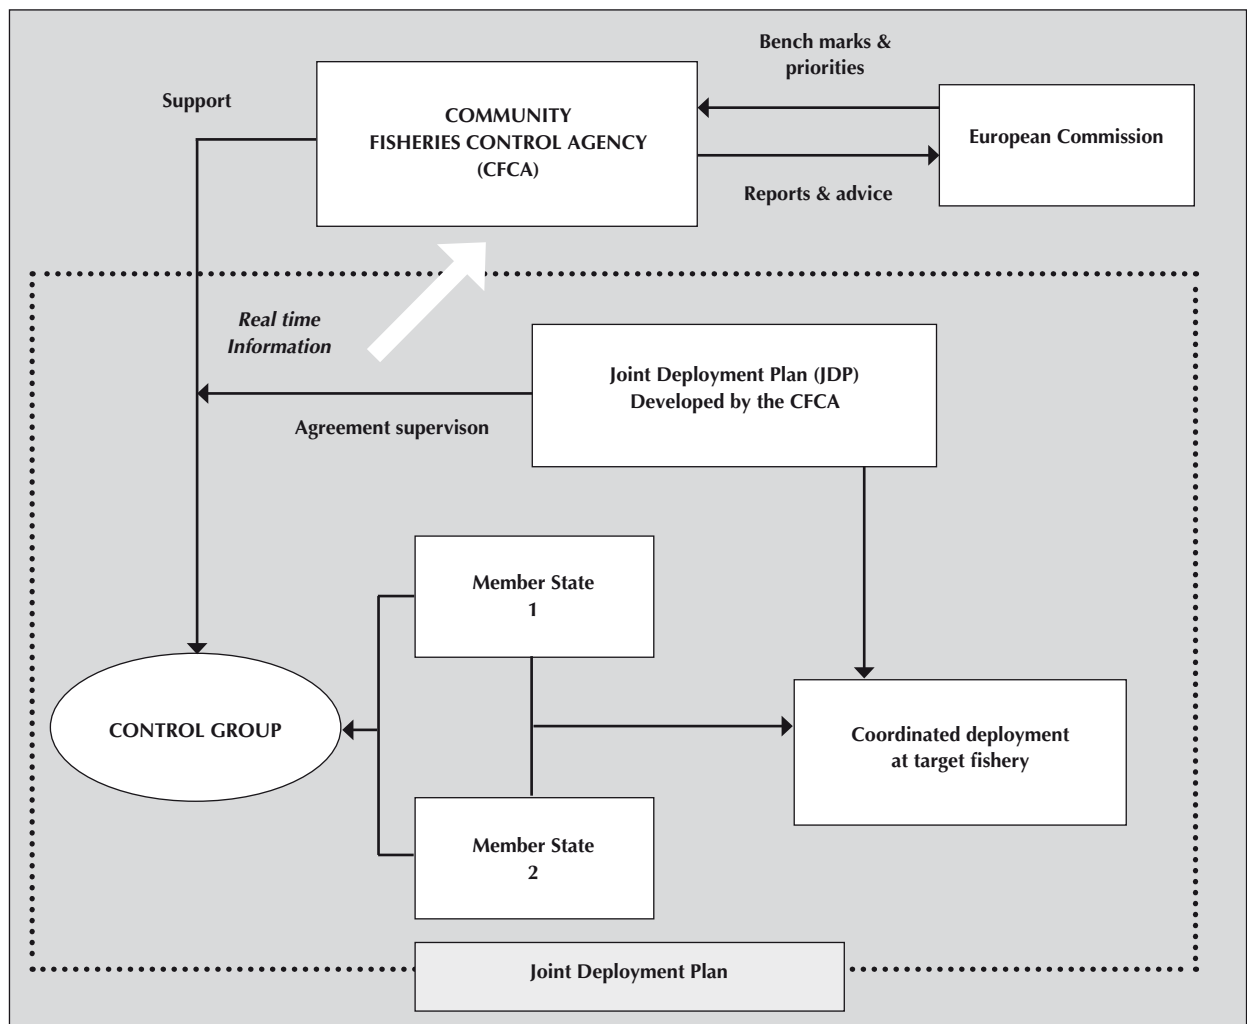 Bench marks &
priorities
Support
COMMUNITY
FISHERIES CONTROL AGENCY
(CFCA)
European Commission
Reports & advice
Real time
Information
Joint Deployment Plan (JDP)
Developed by the CFCA
Agreement supervison
Member State
1
CONTROL GROUP
Coordinated deployment
at target fishery
Member State
2
Joint Deployment Plan